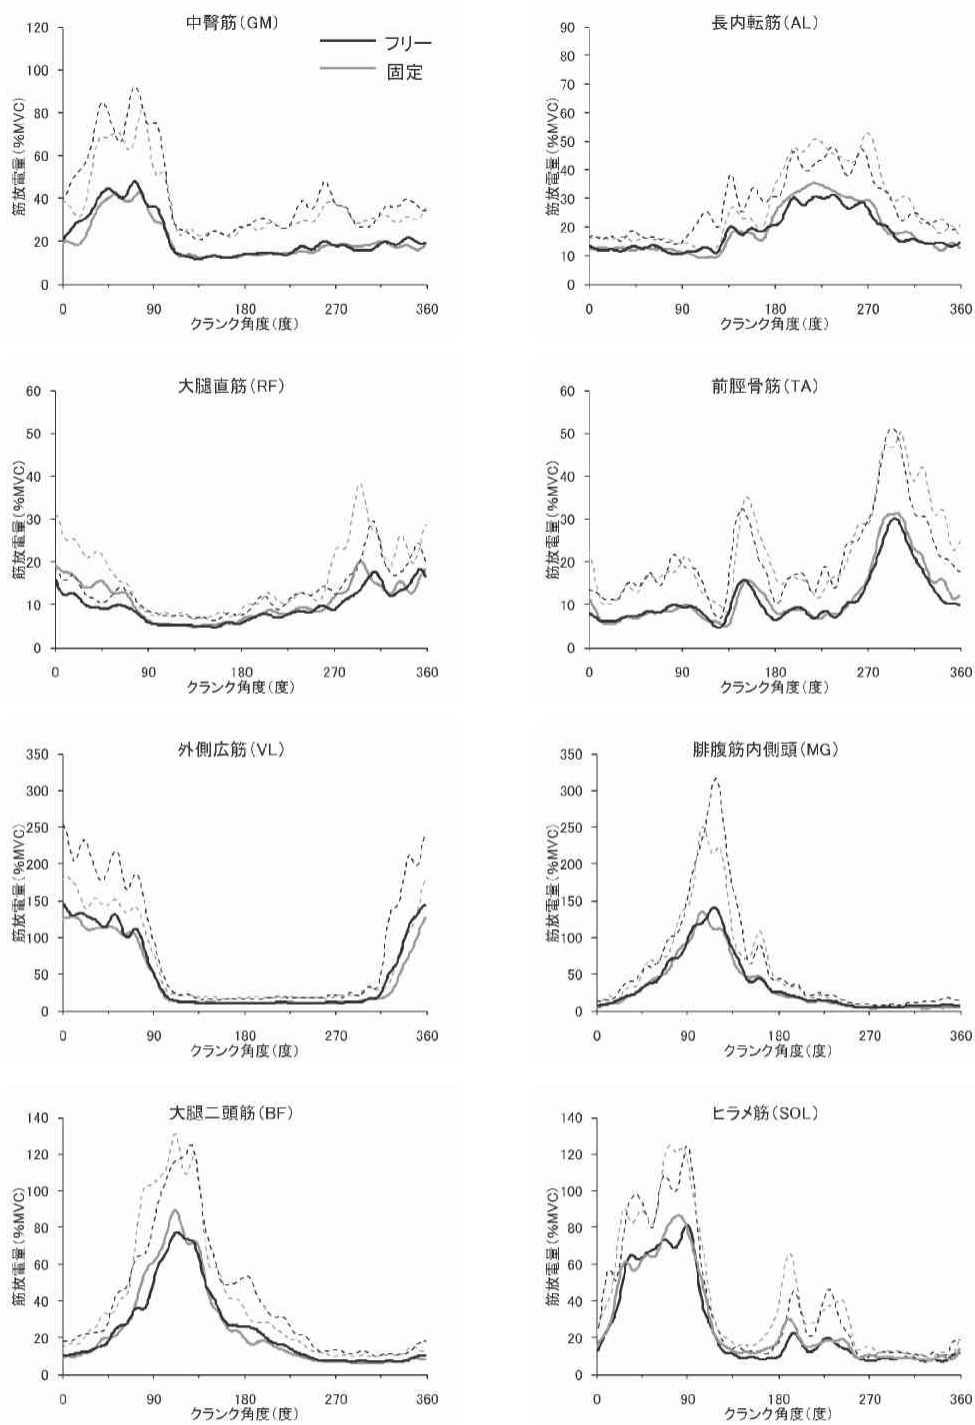 中臀筋(GM)
フリー
固定
筋放電量(%MVC)
120
100
80
60
40
20
0
0 90 180 270 360
クランク角度(度)
長内転筋(AL)
筋放電量(%MVC)
90
80
70
60
50
40
30
20
10
0
0 90 180 270 360
クランク角度(度)
大腿直筋(RF)
筋放電量(%MVC)
60
50
40
30
20
10
0
0 90 180 270 360
クランク角度(度)
前脛骨筋(TA)
筋放電量(%MVC)
60
50
40
30
20
10
0
0 90 180 270 360
クランク角度(度)
外側広筋(VL)
筋放電量(%MVC)
350
300
250
200
150
100
50
0
0 90 180 270 360
クランク角度(度)
腓腹筋内側頭(MG)
筋放電量(%MVC)
350
300
250
200
150
100
50
0
0 90 180 270 360
クランク角度(度)
大腿二頭筋(BF)
筋放電量(%MVC)
140
120
100
80
60
40
20
0
0 90 180 270 360
クランク角度(度)
ヒラメ筋(SOL)
筋放電量(%MVC)
140
120
100
80
60
40
20
0
0 90 180 270 360
クランク角度(度)